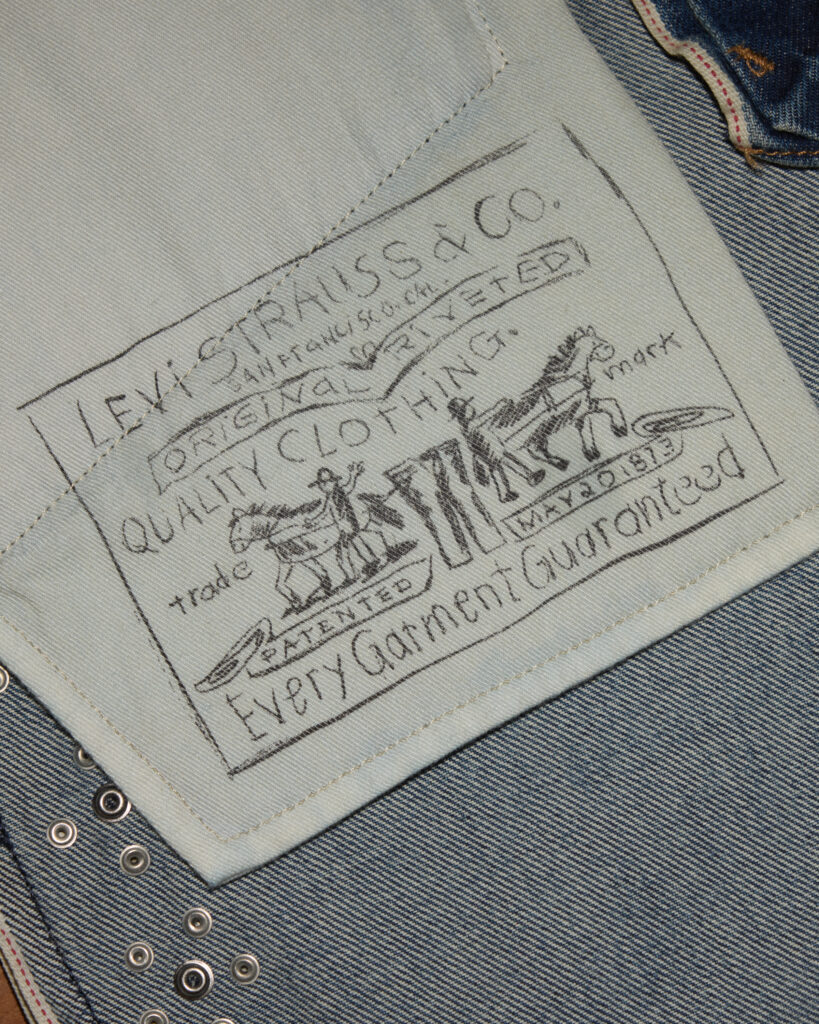 LEVI STRAUSS & CO.
SAN FRANCISCO. CAL.
ORIGINAL RIVETED
QUALITY CLOTHING.
trade mark
PATENTED MAY 20 1873
Every Garment Guaranteed